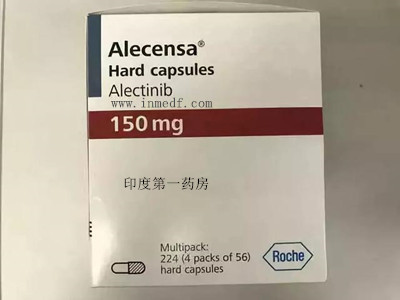 Alecensa®
Hard capsules
Alectinib
www.inmedf.com
150 mg
印度第一药房
Multipack:
224 (4 packs of 56)
hard capsules
Roche